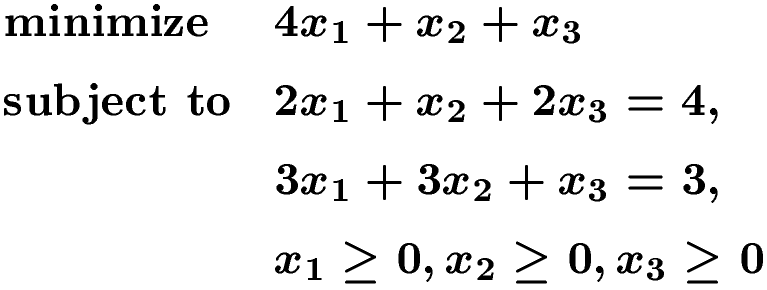 minimize 4x₁ + x₂ + x₃
subject to 2x₁ + x₂ + 2x₃ = 4,
3x₁ + 3x₂ + x₃ = 3,
x₁ ≥ 0, x₂ ≥ 0, x₃ ≥ 0